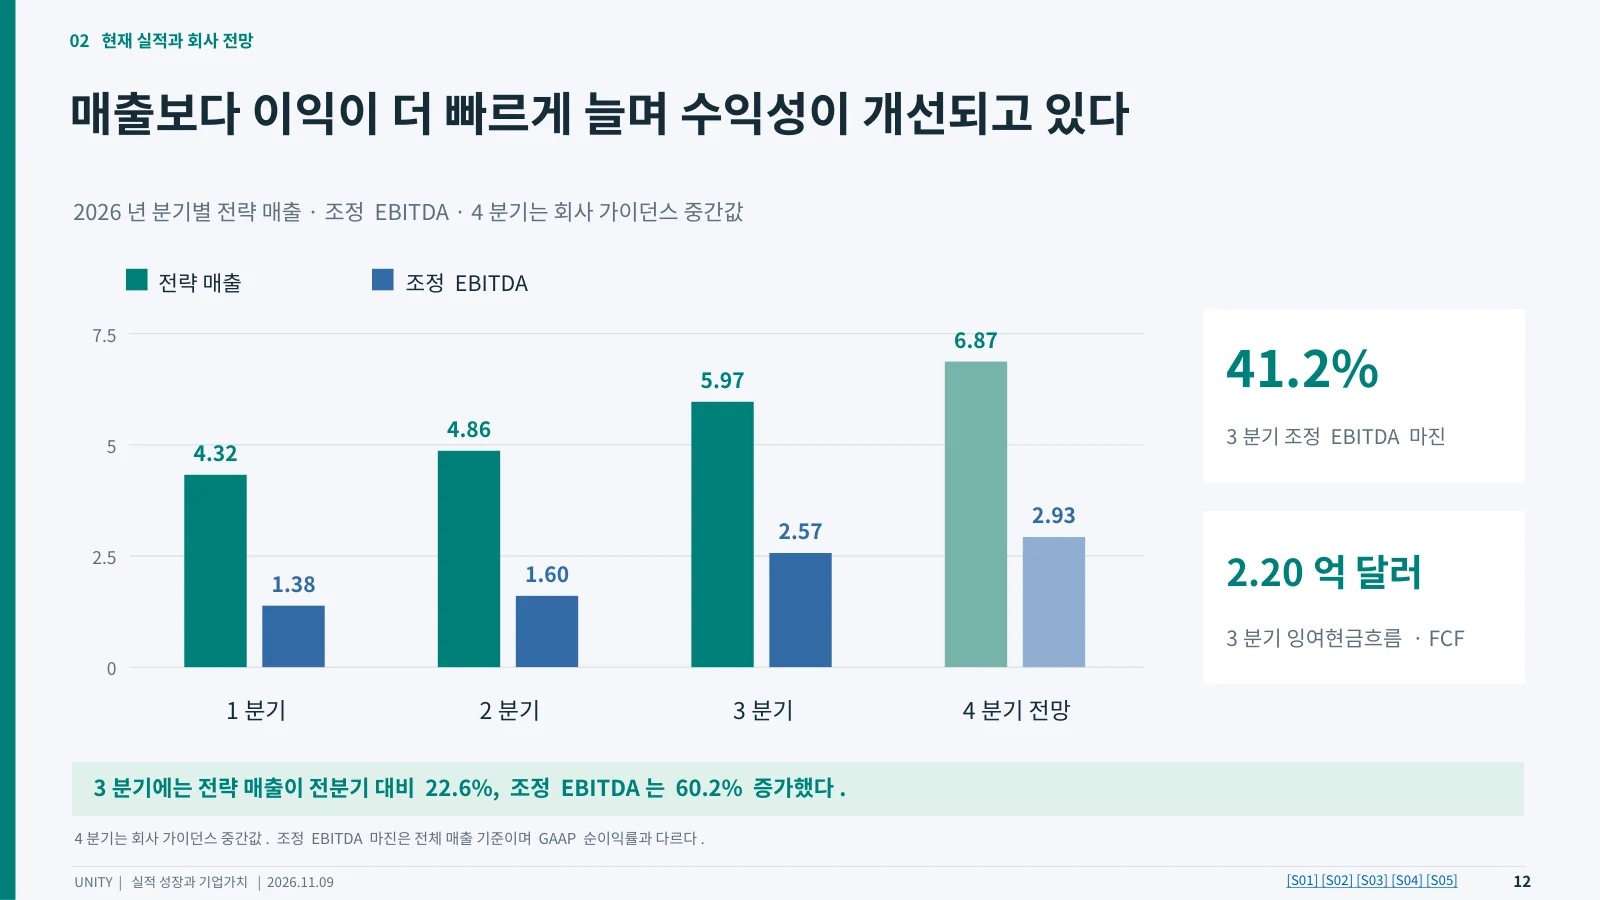 02 현재 실적과 회사 전망
매출보다 이익이 더 빠르게 늘며 수익성이 개선되고 있다
2026 년 분기별 전략 매출 · 조정 EBITDA · 4 분기는 회사 가이던스 중간값
전략 매출
조정 EBITDA
7.5
5
2.5
0
4.32
1.38
4.86
1.60
5.97
2.57
6.87
2.93
1 분기
2 분기
3 분기
4 분기 전망
41.2%
3 분기 조정 EBITDA 마진
2.20 억 달러
3 분기 잉여현금흐름 · FCF
3 분기에는 전략 매출이 전분기 대비 22.6%, 조정 EBITDA 는 60.2% 증가했다 .
4 분기는 회사 가이던스 중간값 . 조정 EBITDA 마진은 전체 매출 기준이며 GAAP 순이익률과 다르다 .
UNITY | 실적 성장과 기업가치 | 2026.11.09
[S01] [S02] [S03] [S04] [S05]
12